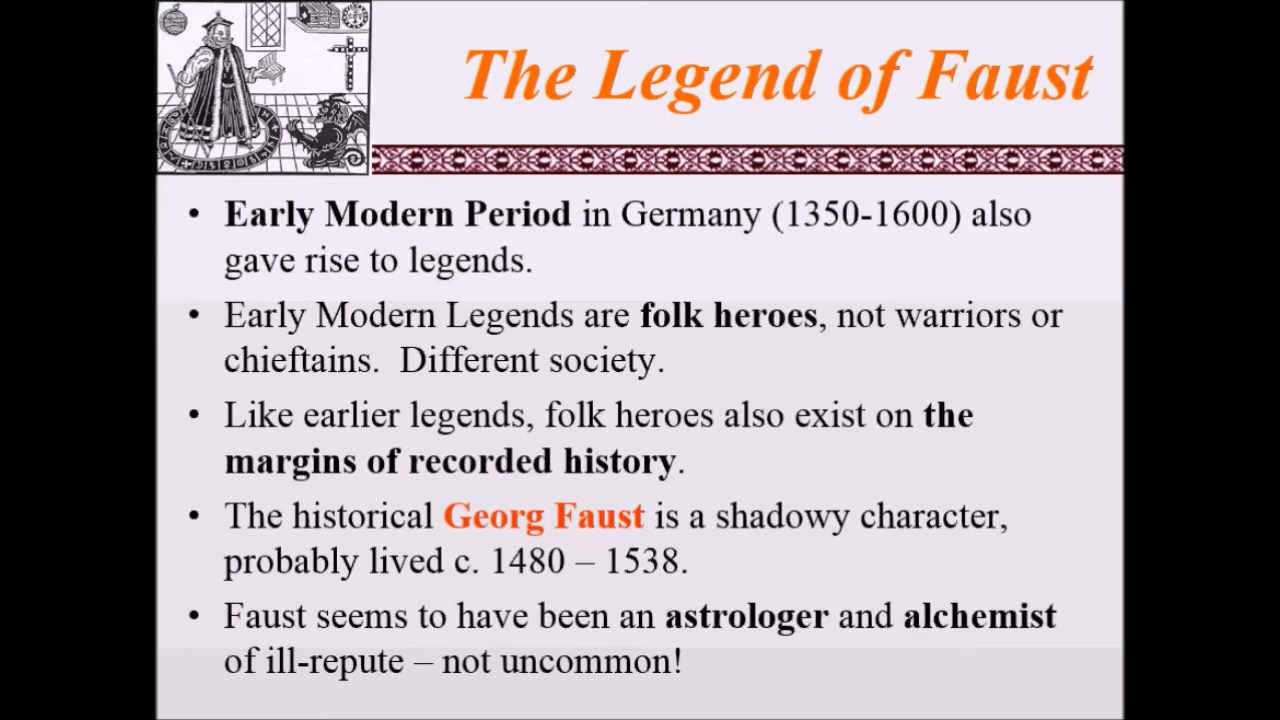 The Legend of Faust
• Early Modern Period in Germany (1350-1600) also
gave rise to legends.
• Early Modern Legends are folk heroes, not warriors or
chieftains.  Different society.
• Like earlier legends, folk heroes also exist on the
margins of recorded history.
• The historical Georg Faust is a shadowy character,
probably lived c. 1480 – 1538.
• Faust seems to have been an astrologer and alchemist
of ill-repute – not uncommon!